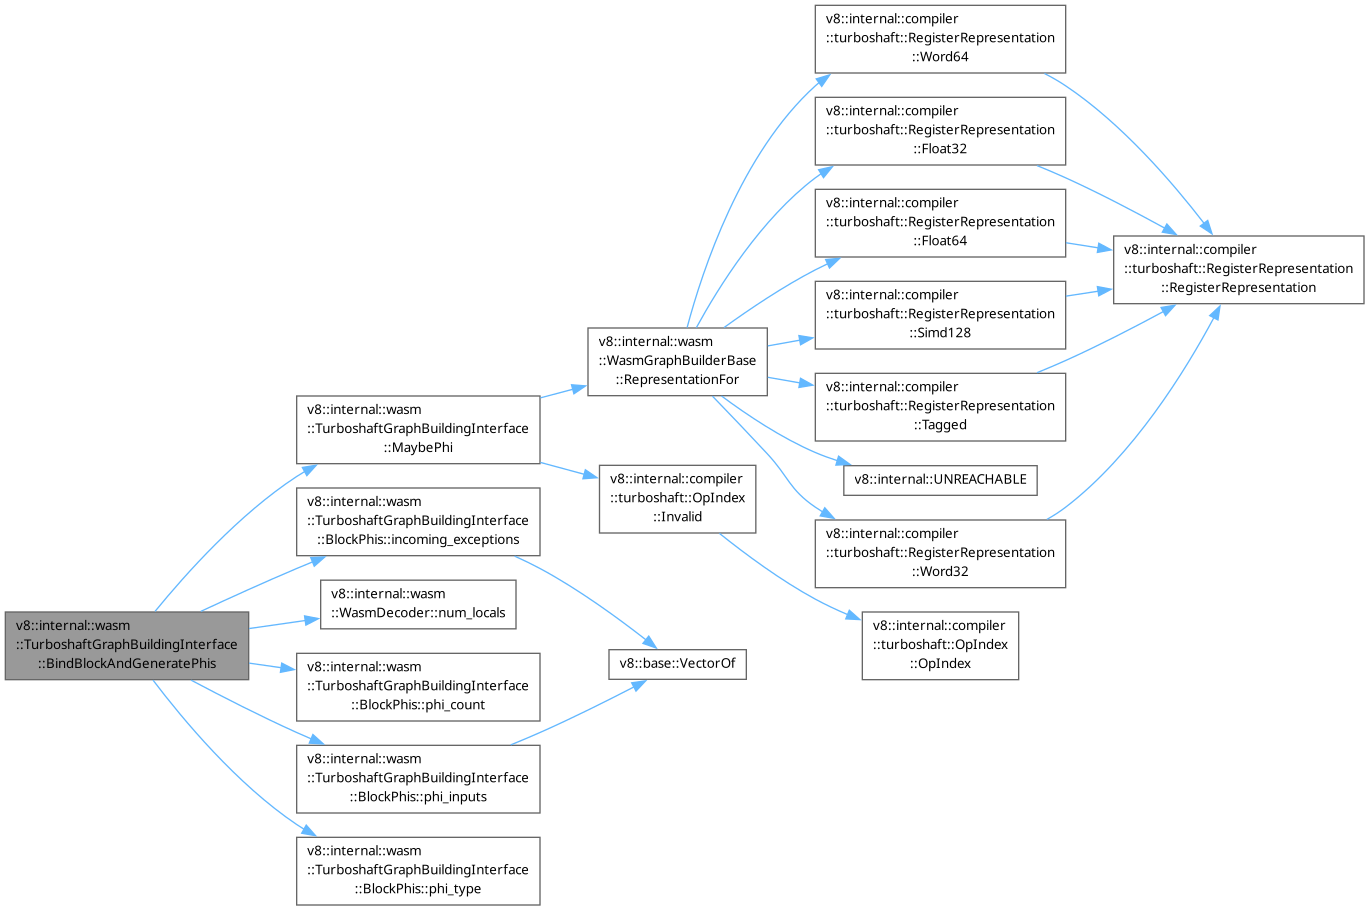 v8::internal::compiler
::turboshaft::RegisterRepresentation
::Word64
v8::internal::compiler
::turboshaft::RegisterRepresentation
::Float32
v8::internal::compiler
::turboshaft::RegisterRepresentation
::Float64
v8::internal::compiler
::turboshaft::RegisterRepresentation
::RegisterRepresentation
v8::internal::compiler
::turboshaft::RegisterRepresentation
::Simd128
v8::internal::wasm
::WasmGraphBuilderBase
::RepresentationFor
v8::internal::compiler
::turboshaft::RegisterRepresentation
::Tagged
v8::internal::wasm
::TurboshaftGraphBuildingInterface
::MaybePhi
v8::internal::UNREACHABLE
v8::internal::compiler
::turboshaft::OpIndex
::Invalid
v8::internal::wasm
::TurboshaftGraphBuildingInterface
::BlockPhis::incoming_exceptions
v8::internal::compiler
::turboshaft::RegisterRepresentation
::Word32
v8::internal::wasm
::WasmDecoder::num_locals
v8::internal::wasm
::TurboshaftGraphBuildingInterface
::BindBlockAndGeneratePhis
v8::internal::compiler
::turboshaft::OpIndex
::OpIndex
v8::base::VectorOf
v8::internal::wasm
::TurboshaftGraphBuildingInterface
::BlockPhis::phi_count
v8::internal::wasm
::TurboshaftGraphBuildingInterface
::BlockPhis::phi_inputs
v8::internal::wasm
::TurboshaftGraphBuildingInterface
::BlockPhis::phi_type